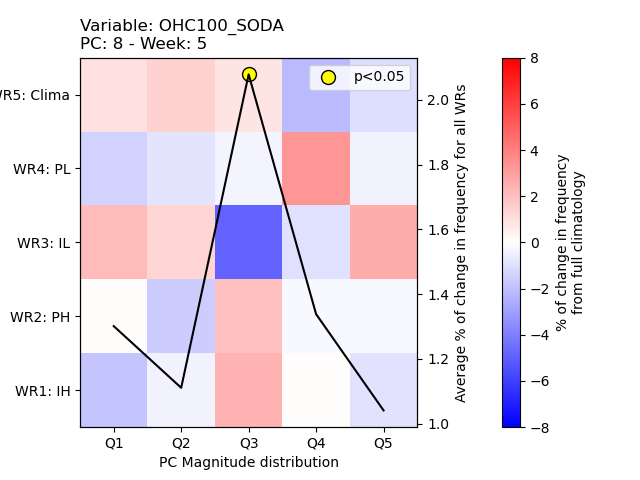 Variable: OHC100_SODA
PC: 8 - Week: 5
p<0.05
WR5: Clima
WR4: PL
WR3: IL
WR2: PH
WR1: IH
Q1 Q2 Q3 Q4 Q5
PC Magnitude distribution
2.0
1.8
1.6
1.4
1.2
1.0
Average % of change in frequency for all WRs
8
6
4
2
0
−2
−4
−6
−8
% of change in frequency
from full climatology